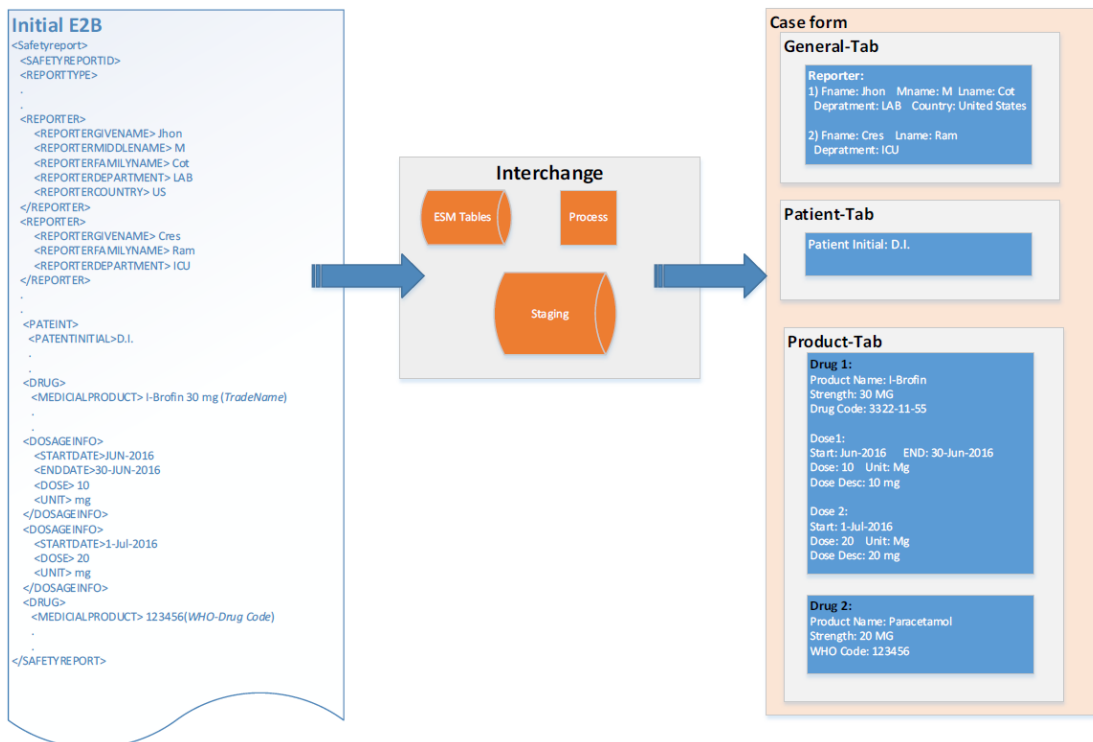 Initial E2B
<Safetyreport>
<SAFETYREPORTID>
<REPORTTYPE>
.
.
<REPORTER>
<REPORTERGIVENAME> Jhon
<REPORTERMIDDLENAME> M
<REPORTERFAMILYNAME> Cot
<REPORTERDEPARTMENT> LAB
<REPORTERCOUNTRY> US
</REPORTER>
<REPORTER>
<REPORTERGIVENAME> Cres
<REPORTERFAMILYNAME> Ram
<REPORTERDEPARTMENT> ICU
</REPORTER>
.
.
<PATEINT>
<PATENTINITIAL>D.I.
.
.
<DRUG>
<MEDICIALPRODUCT> I-Brofin 30 mg (TradeName)
.
.
<DOSAGEINFO>
<STARTDATE>JUN-2016
<ENDDATE>30-JUN-2016
<DOSE> 10
<UNIT> mg
</DOSAGEINFO>
<DOSAGEINFO>
<STARTDATE>1-Jul-2016
<DOSE> 20
<UNIT> mg
</DOSAGEINFO>
<DRUG>
<MEDICIALPRODUCT> 123456(WHO-Drug Code)
.
.
</SAFETYREPORT>
Interchange
ESM Tables
Process
Staging
Case form
General-Tab
Reporter:
1) Fname: Jhon Mname: M Lname: Cot
Depratment: LAB Country: United States
2) Fname: Cres Lname: Ram
Depratment: ICU
Patient-Tab
Patient Initial: D.I.
Product-Tab
Drug 1:
Product Name: I-Brofin
Strength: 30 MG
Drug Code: 3322-11-55
Dose1:
Start: Jun-2016 END: 30-Jun-2016
Dose: 10 Unit: Mg
Dose Desc: 10 mg
Dose 2:
Start: 1-Jul-2016
Dose: 20 Unit: Mg
Dose Desc: 20 mg
Drug 2:
Product Name: Paracetamol
Strength: 20 MG
WHO Code: 123456